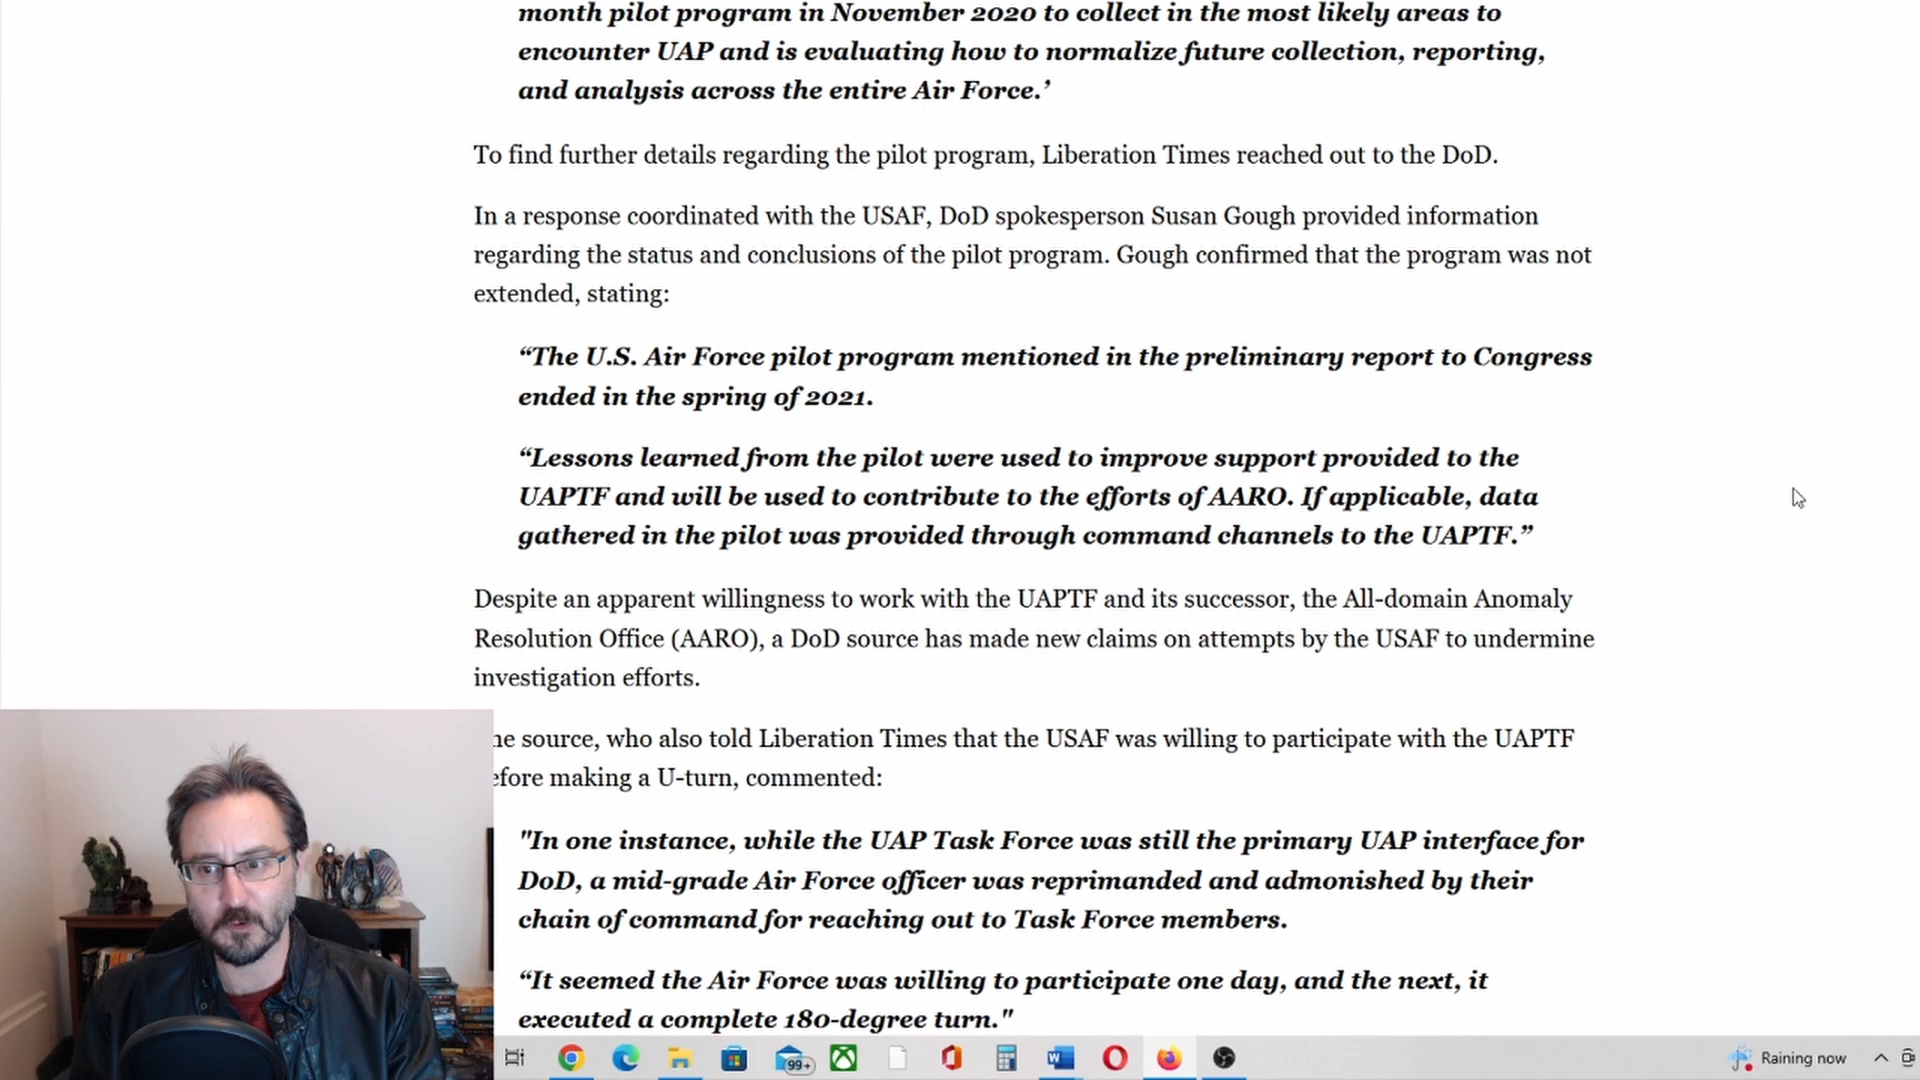 month pilot program in November 2020 to collect in the most likely areas to
encounter UAP and is evaluating how to normalize future collection, reporting,
and analysis across the entire Air Force.’
To find further details regarding the pilot program, Liberation Times reached out to the DoD.
In a response coordinated with the USAF, DoD spokesperson Susan Gough provided information
regarding the status and conclusions of the pilot program. Gough confirmed that the program was not
extended, stating:
“The U.S. Air Force pilot program mentioned in the preliminary report to Congress
ended in the spring of 2021.
“Lessons learned from the pilot were used to improve support provided to the
UAPTF and will be used to contribute to the efforts of AARO. If applicable, data
gathered in the pilot was provided through command channels to the UAPTF.”
Despite an apparent willingness to work with the UAPTF and its successor, the All-domain Anomaly
Resolution Office (AARO), a DoD source has made new claims on attempts by the USAF to undermine
investigation efforts.
he source, who also told Liberation Times that the USAF was willing to participate with the UAPTF
efore making a U-turn, commented:
"In one instance, while the UAP Task Force was still the primary UAP interface for
DoD, a mid-grade Air Force officer was reprimanded and admonished by their
chain of command for reaching out to Task Force members.
“It seemed the Air Force was willing to participate one day, and the next, it
executed a complete 180-degree turn."
99+
Raining now